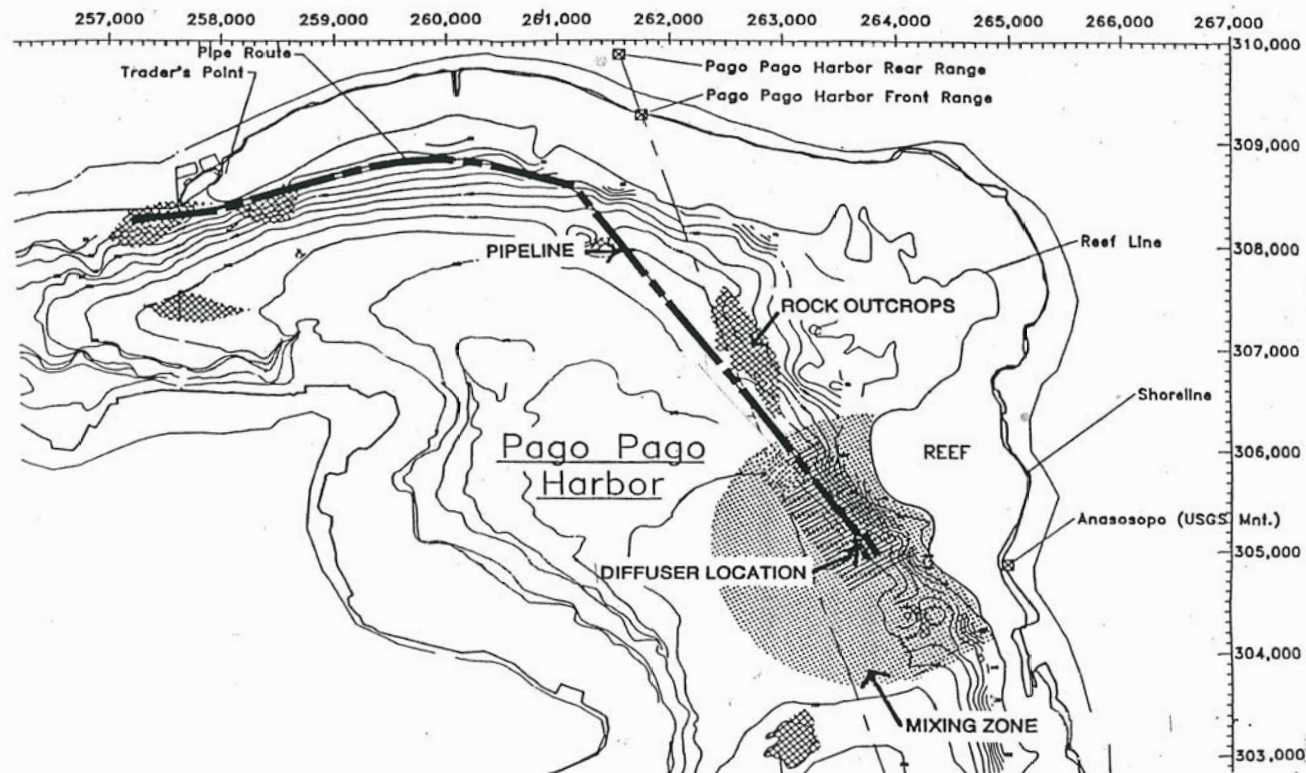 257,000 258,000 259,000 260,000 261,000 262,000 263,000 264,000 265,000 266,000 267,000
310,000
Pipe Route
Trader's Point
Pago Pago Harbor Rear Range
Pago Pago Harbor Front Range
309,000
Reef Line
308,000
PIPELINE
ROCK OUTCROPS
307,000
Shoreline
Pago Pago
Harbor
REEF
306,000
Anasosopo (USGS Mnt.)
305,000
DIFFUSER LOCATION
304,000
MIXING ZONE
303,000